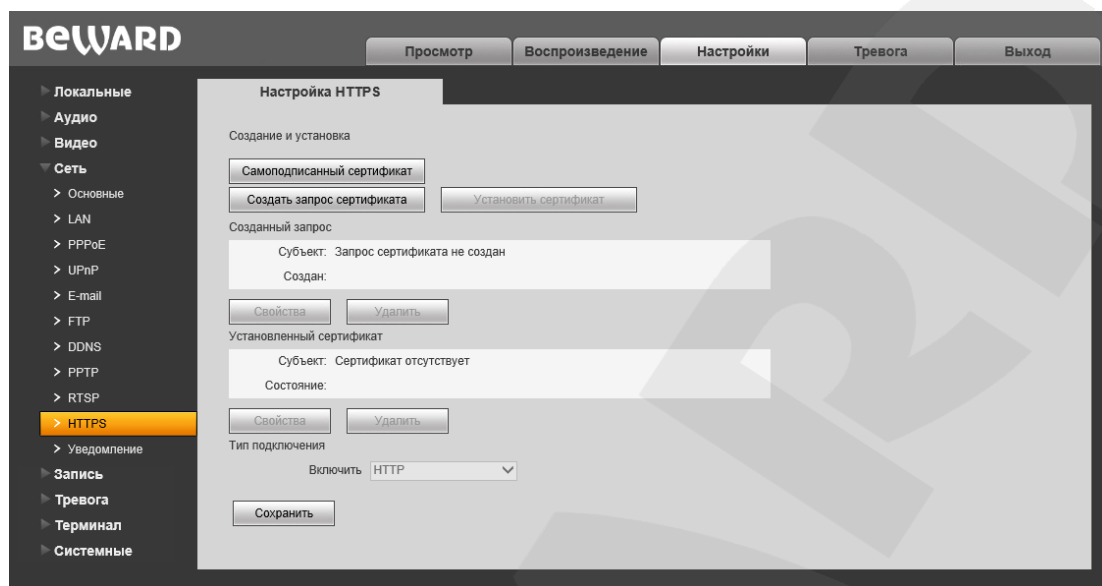 BEWARD
Просмотр Воспроизведение Настройки Тревога Выход
Локальные
Аудио
Видео
Сеть
Основные
LAN
PPPoE
UPnP
E-mail
FTP
DDNS
PPTP
RTSP
HTTPS
Уведомление
Запись
Тревога
Терминал
Системные
Настройка HTTPS
Создание и установка
Самоподписанный сертификат
Создать запрос сертификата Установить сертификат
Созданный запрос
Субъект: Запрос сертификата не создан
Создан:
Свойства Удалить
Установленный сертификат
Субъект: Сертификат отсутствует
Состояние:
Свойства Удалить
Тип подключения
Включить HTTP
Сохранить